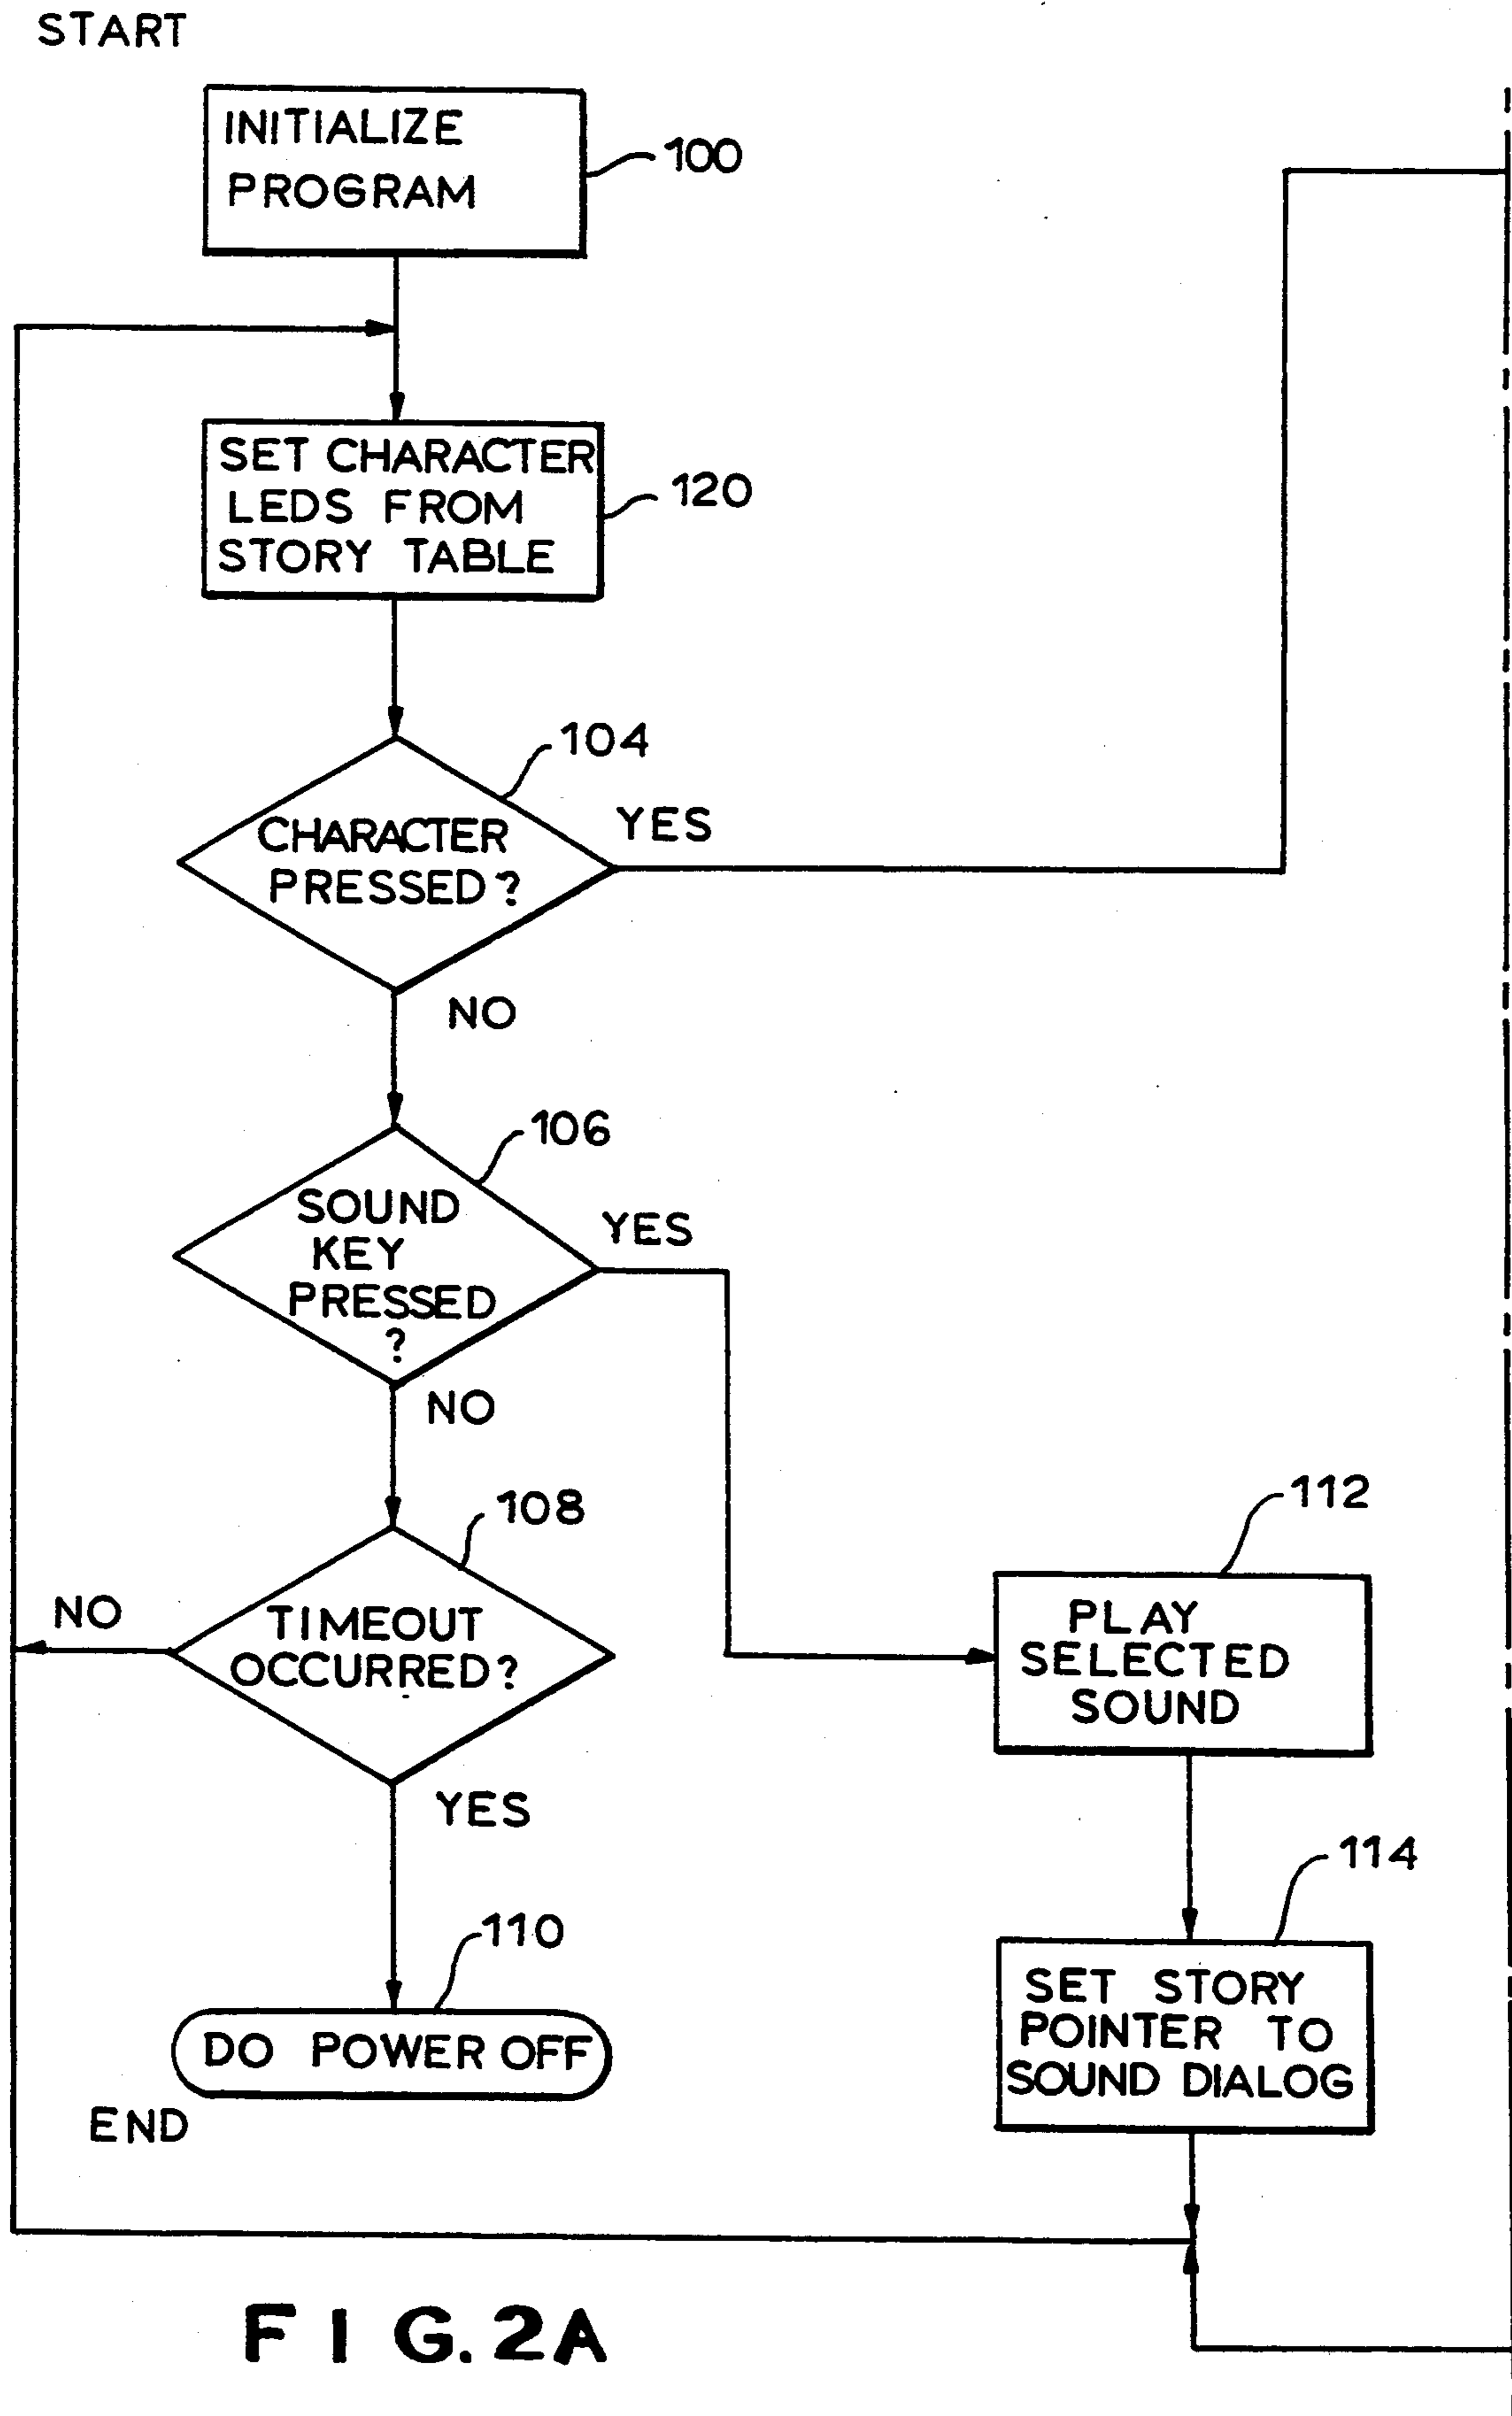 START
INITIALIZE
PROGRAM
100
SET CHARACTER
LEDS FROM
STORY TABLE
120
104
CHARACTER
PRESSED?
YES
NO
106
SOUND
KEY
PRESSED
?
YES
NO
108
TIMEOUT
OCCURRED?
NO
YES
112
PLAY
SELECTED
SOUND
114
SET STORY
POINTER TO
SOUND DIALOG
110
DO POWER OFF
END
FIG.2A